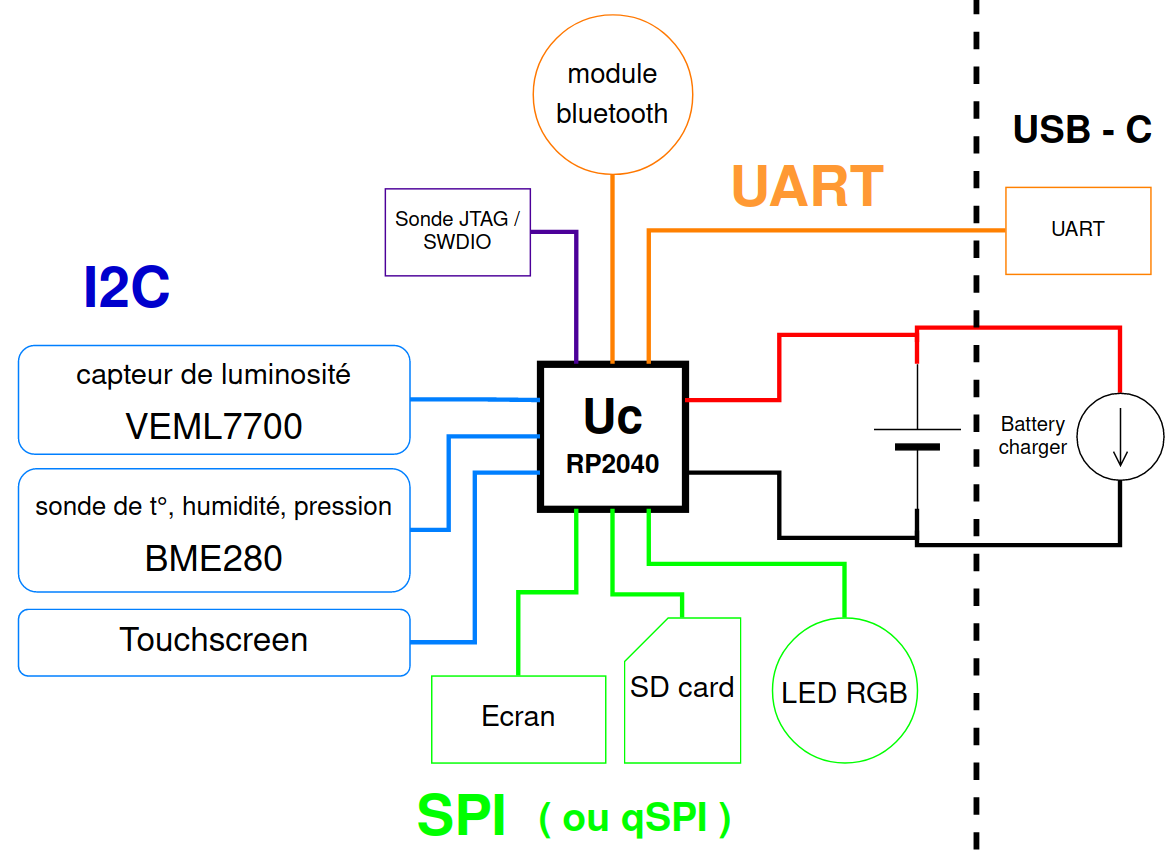 module
bluetooth
USB - C
UART
Sonde JTAG /
SWDIO
UART
I2C
capteur de luminosité
VEML7700
Uc
RP2040
Battery
charger
sonde de t°, humidité, pression
BME280
Touchscreen
Ecran
SD card
LED RGB
SPI ( ou qSPI )